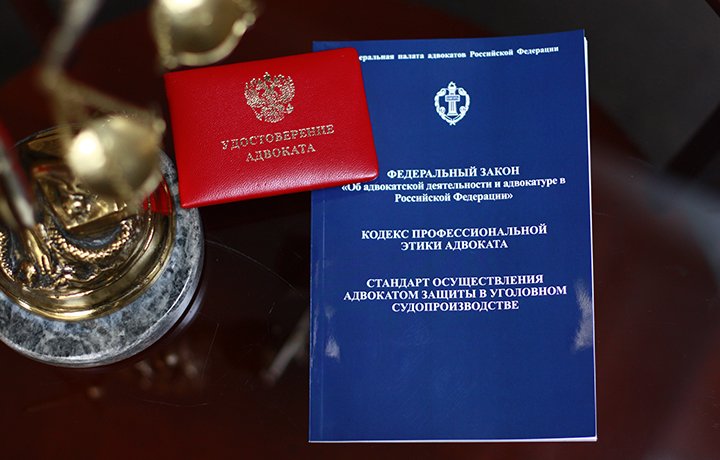 УДОСТОВЕРЕНИЕ
АДВОКАТА
палата адвокатов Российской Федерации
ФЕДЕРАЛЬНЫЙ ЗАКОН
«Об адвокатской деятельности и адвокатуре в
Российской Федерации»
КОДЕКС ПРОФЕССИОНАЛЬНОЙ
ЭТИКИ АДВОКАТА
СТАНДАРТ ОСУЩЕСТВЛЕНИЯ
АДВОКАТОМ ЗАЩИТЫ В УГОЛОВНОМ
СУДОПРОИЗВОДСТВЕ